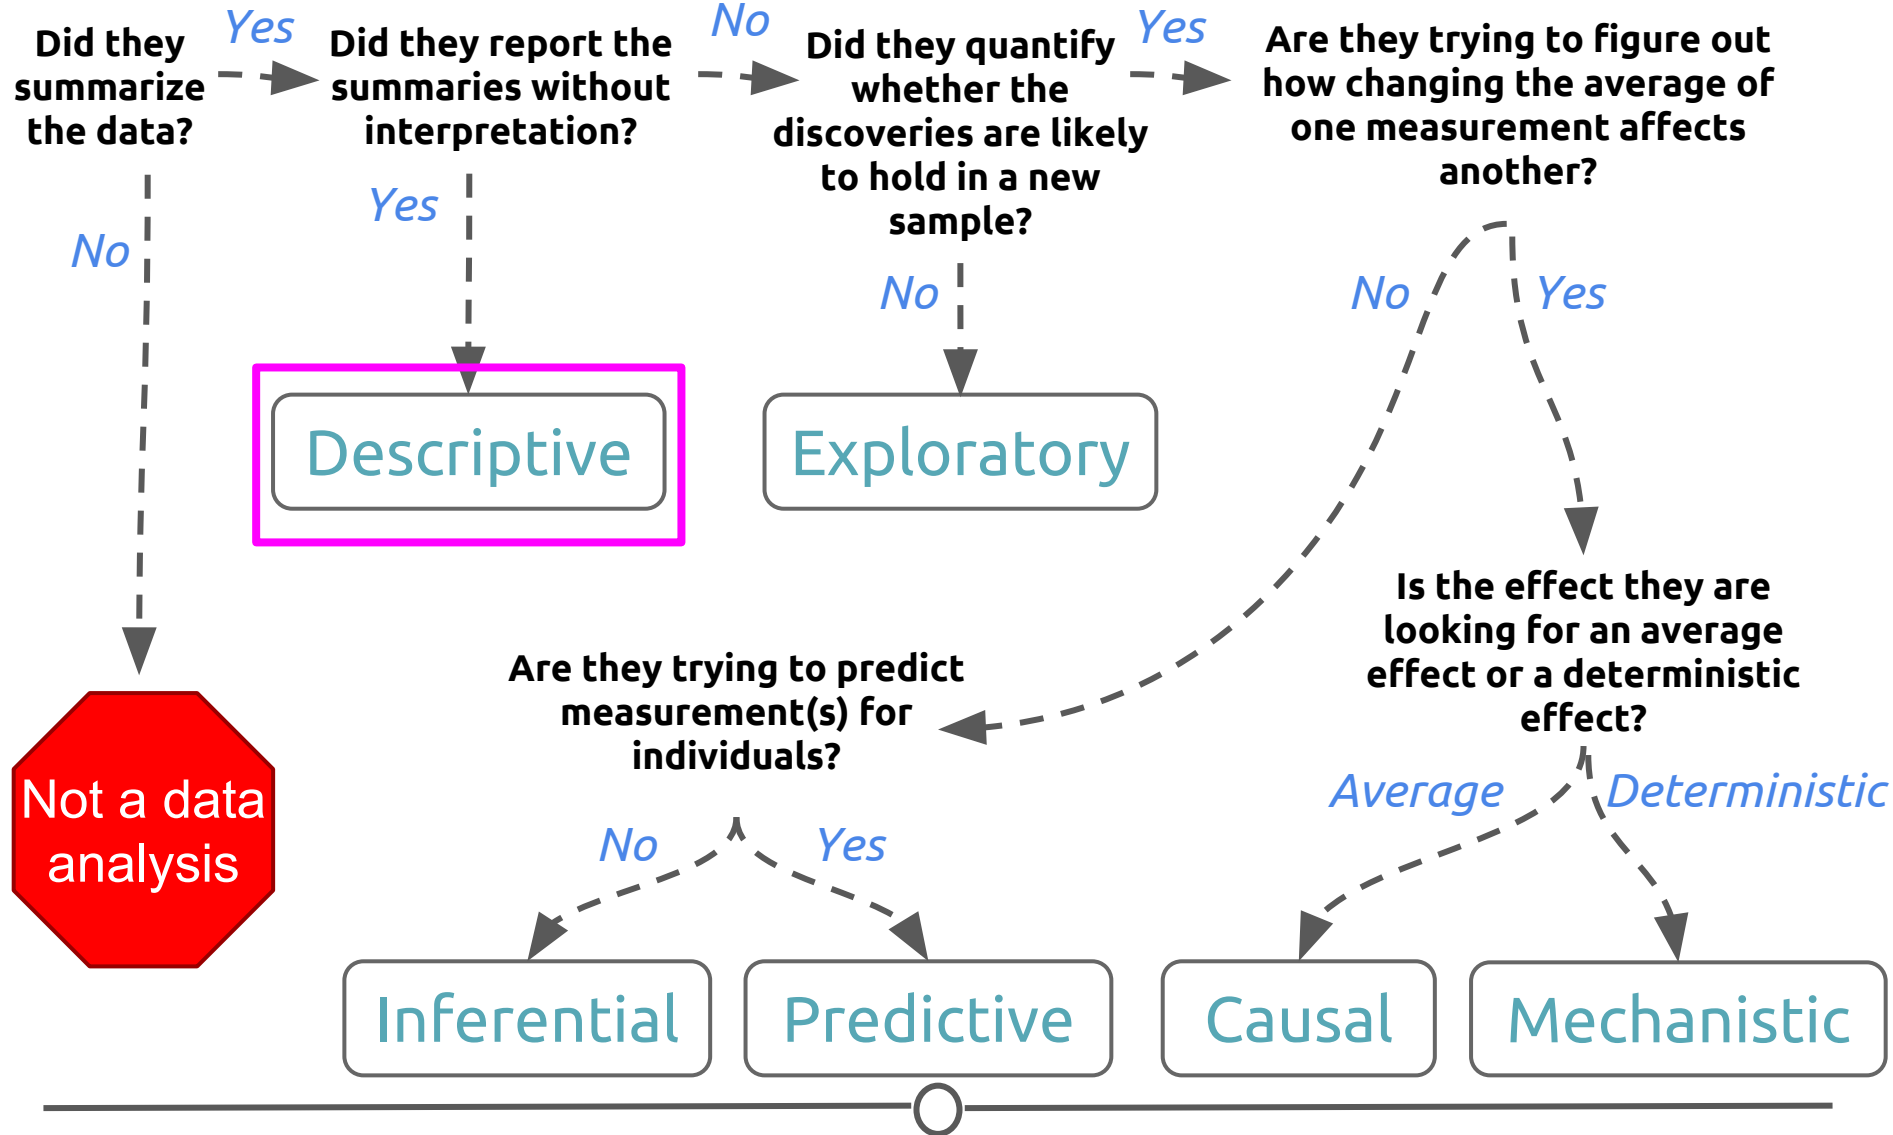 Did they
summarize
the data?
Yes
Did they report the
summaries without
interpretation?
No
Did they quantify
whether the
discoveries are likely
to hold in a new
sample?
Yes
Are they trying to figure out
how changing the average of
one measurement affects
another?
No
Yes
No
No
Yes
Descriptive
Exploratory
Is the effect they are
looking for an average
effect or a deterministic
effect?
Are they trying to predict
measurement(s) for
individuals?
Not a data
analysis
No
Yes
Average
Deterministic
Inferential
Predictive
Causal
Mechanistic